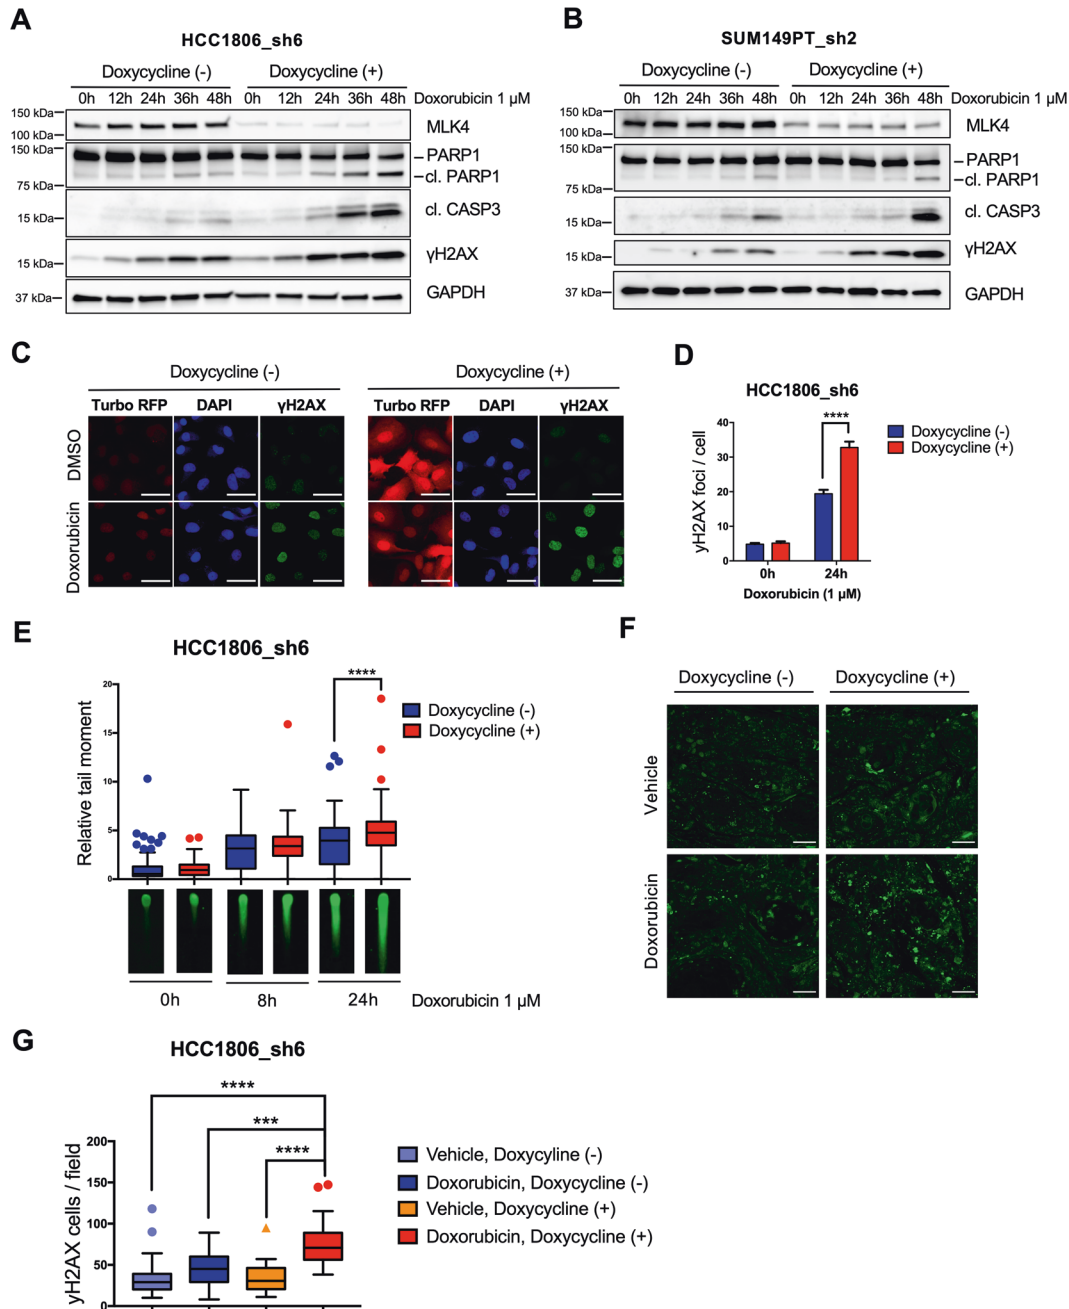 A
HCC1806_sh6
Doxycycline (-) Doxycycline (+)
0h 12h 24h 36h 48h 0h 12h 24h 36h 48h Doxorubicin 1 μM
150 kDa
100 kDa
MLK4
150 kDa
PARP1
cl. PARP1
75 kDa
cl. CASP3
15 kDa
γH2AX
15 kDa
37 kDa
GAPDH
B
SUM149PT_sh2
Doxycycline (-) Doxycycline (+)
0h 12h 24h 36h 48h 0h 12h 24h 36h 48h Doxorubicin 1 μM
150 kDa
100 kDa
MLK4
150 kDa
PARP1
cl. PARP1
75 kDa
cl. CASP3
15 kDa
γH2AX
15 kDa
37 kDa
GAPDH
C
Doxycycline (-) Doxycycline (+)
Turbo RFP DAPI γH2AX Turbo RFP DAPI γH2AX
DMSO
Doxorubicin
D
HCC1806_sh6
yH2AX foci / cell
40
30
20
10
0
****
0h 24h
Doxorubicin (1 μM)
Doxycycline (-)
Doxycycline (+)
E
HCC1806_sh6
Relative tail moment
20
15
10
5
0
****
Doxycycline (-)
Doxycycline (+)
0h 8h 24h Doxorubicin 1 μM
F
Doxycycline (-) Doxycycline (+)
Vehicle
Doxorubicin
G
HCC1806_sh6
yH2AX cells / field
200
150
100
50
0
****
***
****
Vehicle, Doxycyline (-)
Doxorubicin, Doxycycline (-)
Vehicle, Doxycycline (+)
Doxorubicin, Doxycycline (+)